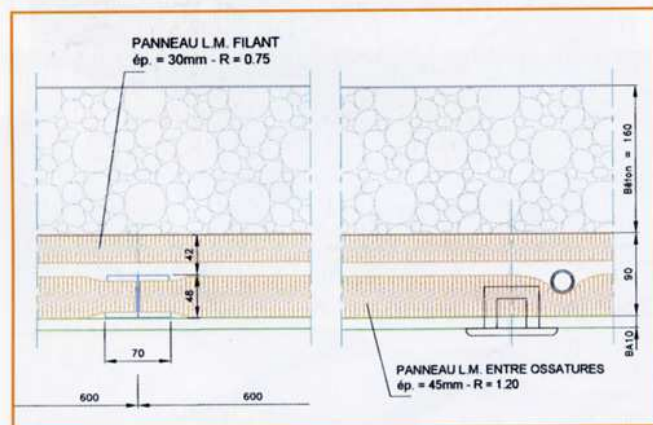 PANNEAU L.M. FILANT
ép. = 30mm - R = 0.75
Béton = 160
42
90
48
BA10
70
PANNEAU L.M. ENTRE OSSATURES
ép. = 45mm - R = 1.20
600
600